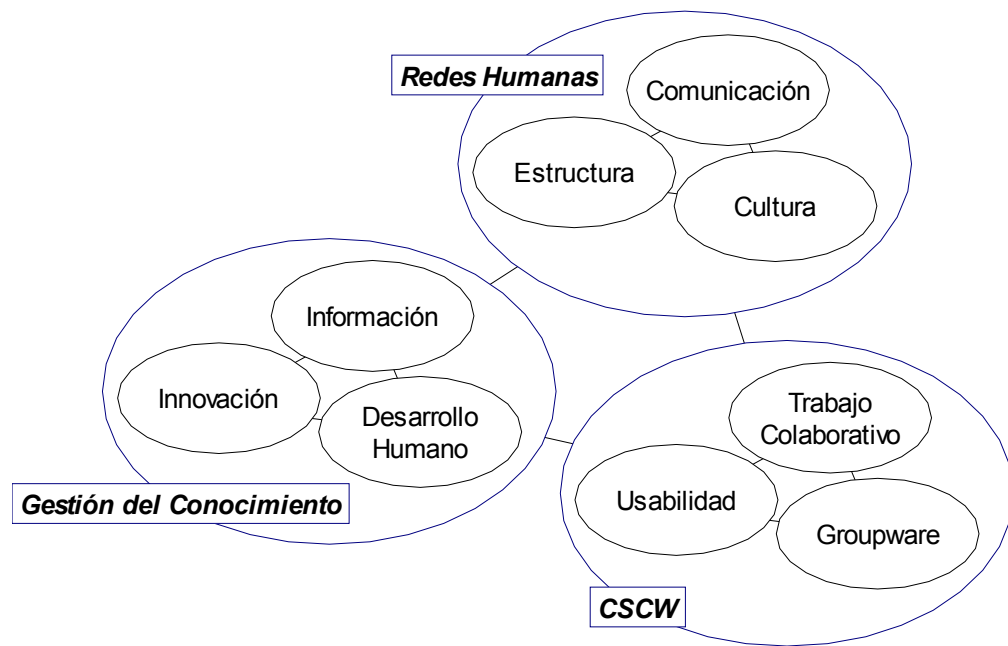 Redes Humanas
Comunicación
Estructura
Cultura
Información
Innovación
Desarrollo
Humano
Gestión del Conocimiento
Trabajo
Colaborativo
Usabilidad
Groupware
CSCW